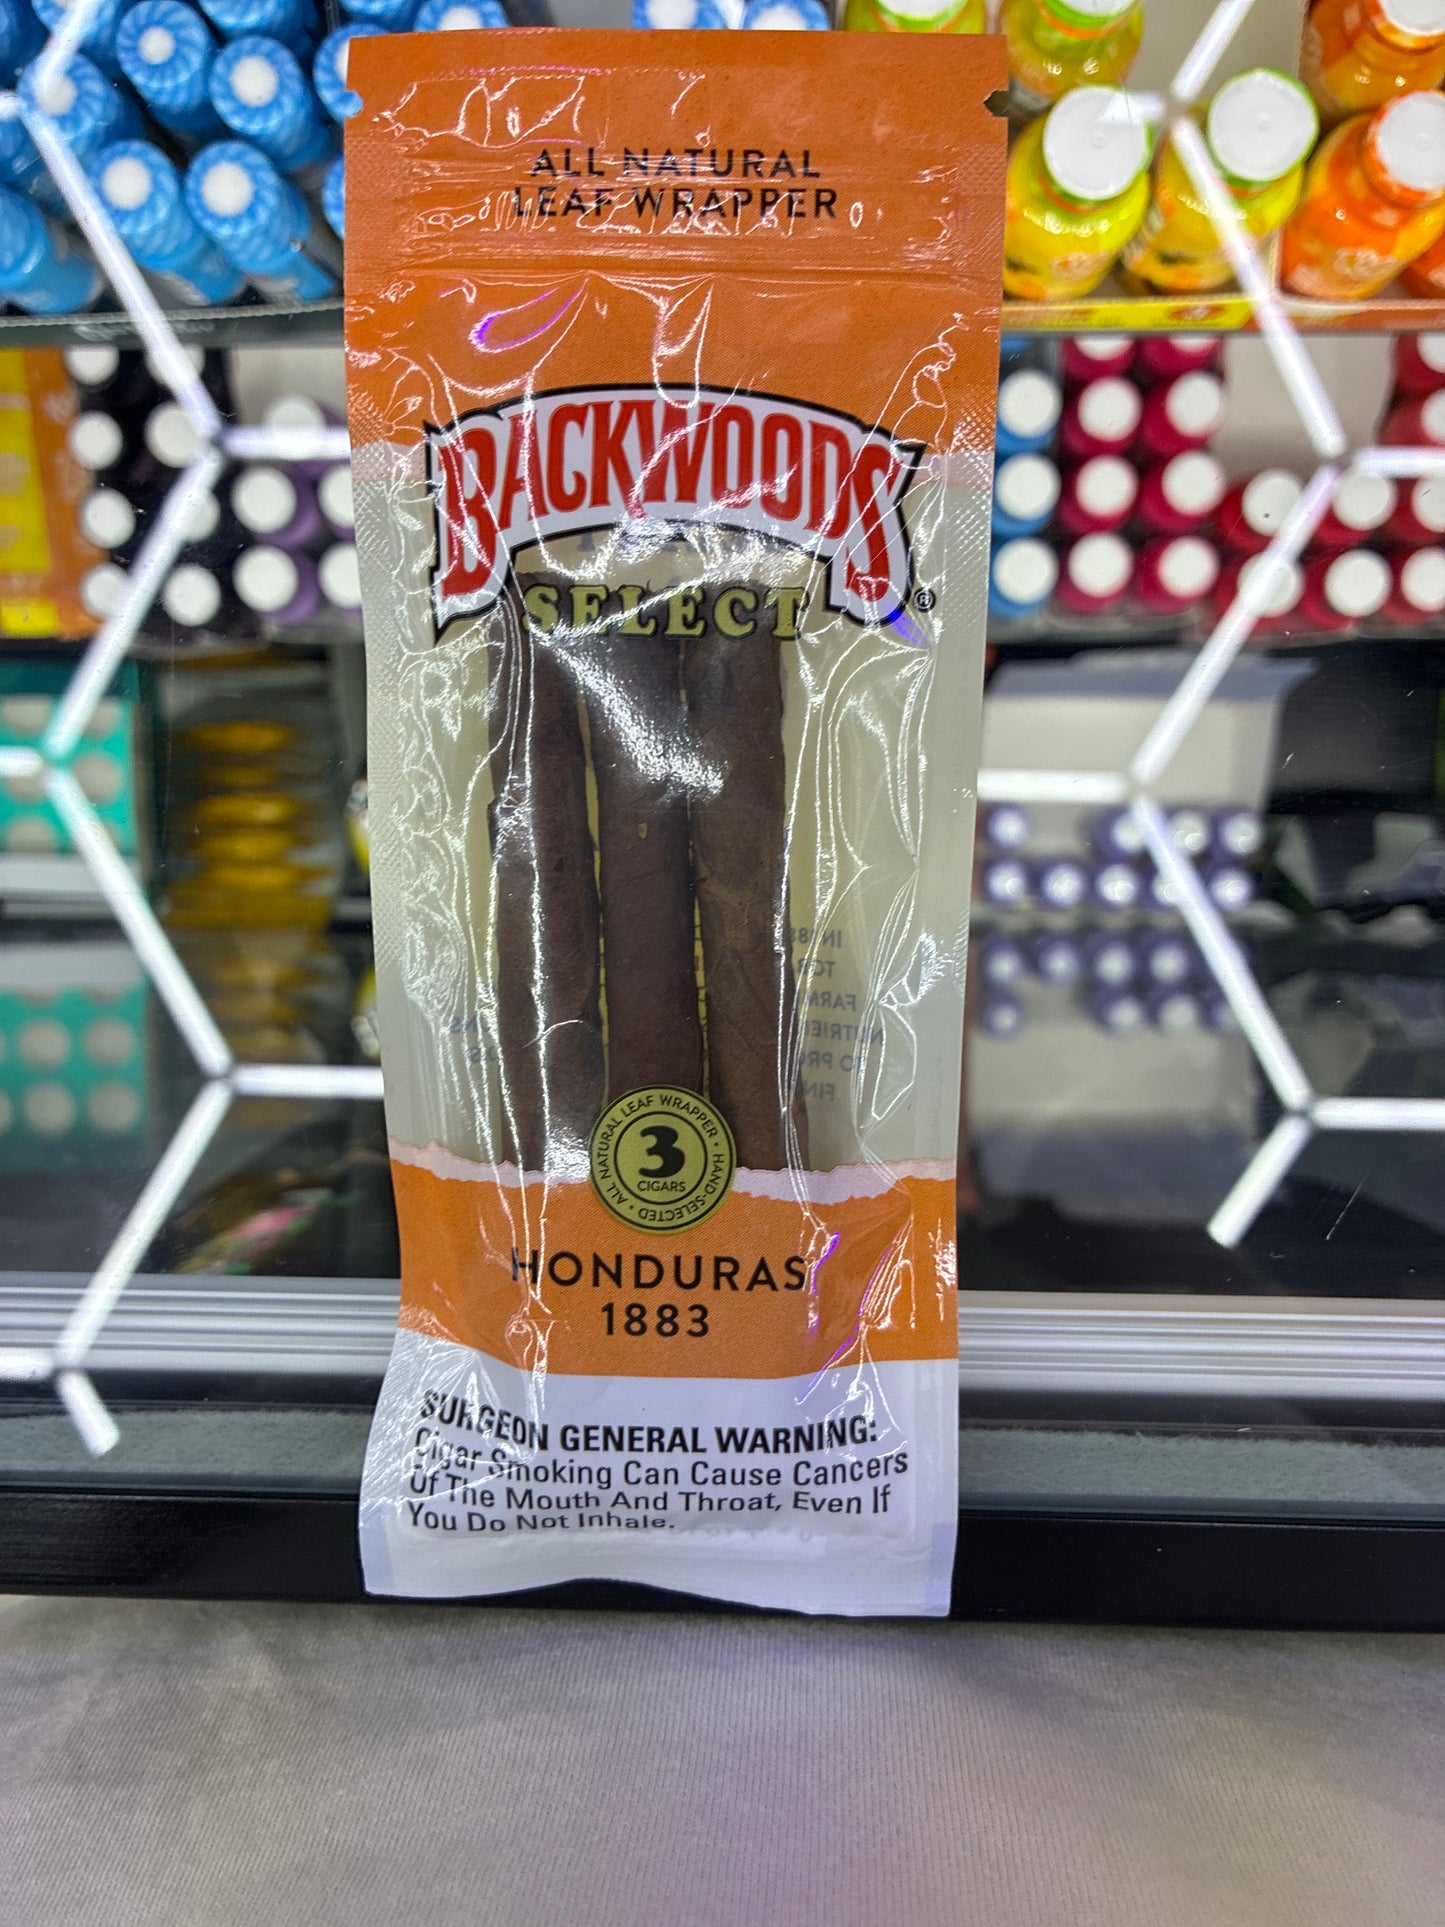 ALL NATURAL
LEAF WRAPPER
BACKWOODS®
SELECT
ALL NATURAL LEAF WRAPPER • HAND-SELECTED •
3
CIGARS
HONDURAS
1883
SURGEON GENERAL WARNING:
Cigar Smoking Can Cause Cancers
Of The Mouth And Throat, Even If
You Do Not Inhale.